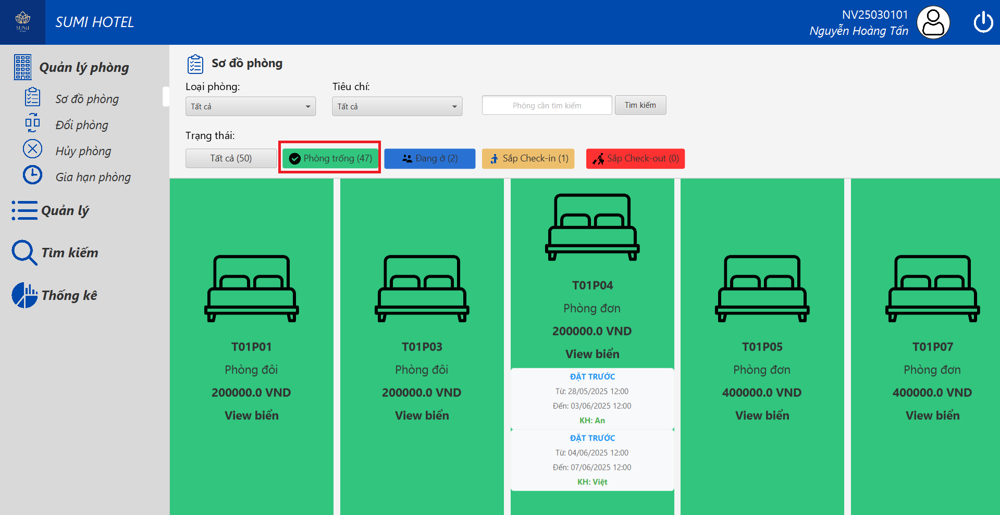 SUMI
SUMI HOTEL
NV25030101
Nguyễn Hoàng Tấn
Quản lý phòng
Sơ đồ phòng
Đổi phòng
Hủy phòng
Gia hạn phòng
Quản lý
Tìm kiếm
Thống kê
Sơ đồ phòng
Loại phòng:
Tiêu chí:
Tất cả
Tất cả
Phòng cần tìm kiếm
Tìm kiếm
Trạng thái:
Tất cả (50)
Phòng trống (47)
Đang ở (2)
Sắp Check-in (1)
Sắp Check-out (0)
T01P01
Phòng đôi
200000.0 VND
View biển
T01P03
Phòng đôi
200000.0 VND
View biển
T01P04
Phòng đơn
200000.0 VND
View biển
ĐẶT TRƯỚC
Từ: 28/05/2025 12:00
Đến: 03/06/2025 12:00
KH: An
ĐẶT TRƯỚC
Từ: 04/06/2025 12:00
Đến: 07/06/2025 12:00
KH: Việt
T01P05
Phòng đơn
400000.0 VND
View biển
T01P07
Phòng đơn
400000.0 VND
View biển